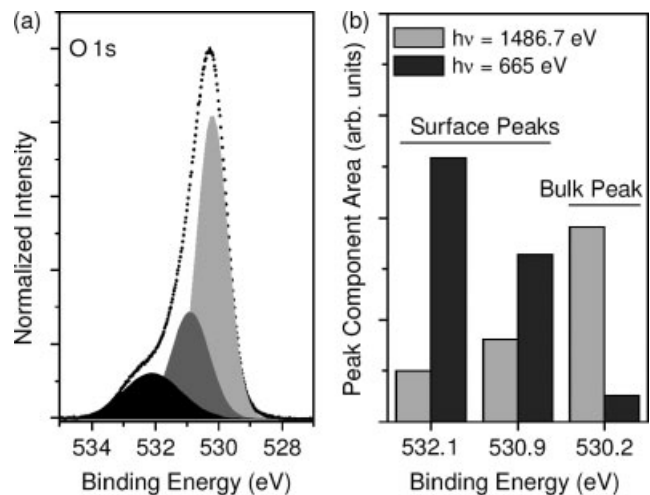 (a)
O 1s
Normalized Intensity
534 532 530 528
Binding Energy (eV)
(b)
hν = 1486.7 eV
hν = 665 eV
Surface Peaks
Bulk Peak
Peak Component Area (arb. units)
532.1 530.9 530.2
Binding Energy (eV)